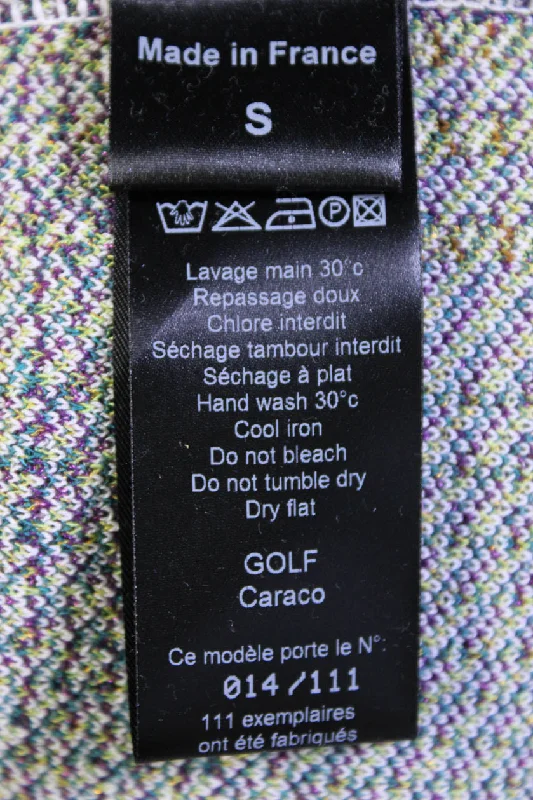 Made in France
S
P
Lavage main 30°c
Repassage doux
Chlore interdit
Séchage tambour interdit
Séchage à plat
Hand wash 30°c
Cool iron
Do not bleach
Do not tumble dry
Dry flat
GOLF
Caraco
Ce modèle porte le N°:
014/111
111 exemplaires
ont été fabriqués